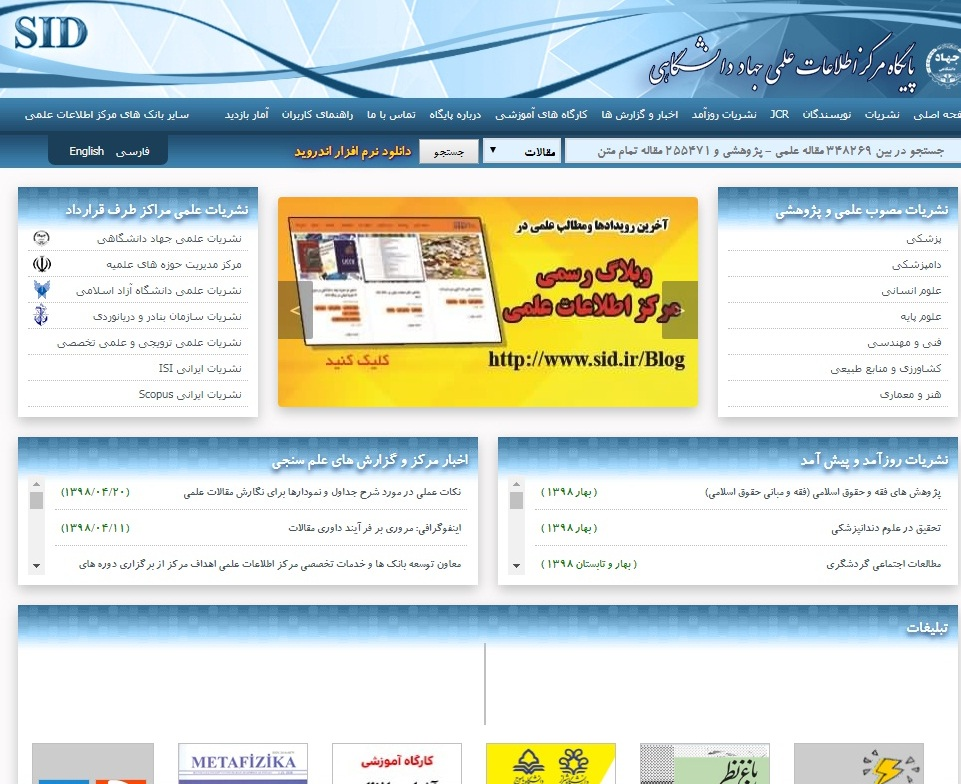 SID
پایگاه مرکز اطلاعات علمی جهاد دانشگاهی
جهاد
صفحه اصلی نشریات نویسندگان JCR نشریات روزآمد اخبار و گزارش ها کارگاه های آموزشی درباره پایگاه تماس با ما راهنمای کاربران آمار بازدید سایر بانک های مرکز اطلاعات علمی
جستجو در بین ۳۴۸۲۶۹ مقاله علمی - پژوهشی و ۲۵۵۴۷۱ مقاله تمام متن
مقالات
جستجو
دانلود نرم افزار اندروید
فارسی English
نشریات مصوب علمی و پژوهشی
پزشکی
دامپزشکی
علوم انسانی
علوم پایه
فنی و مهندسی
کشاورزی و منابع طبیعی
هنر و معماری
آخرین رویدادها ومطالب علمی در
وبلاگ رسمی
مرکز اطلاعات علمی
http://www.sid.ir/Blog
کلیک کنید
نشریات علمی مراکز طرف قرارداد
نشریات علمی جهاد دانشگاهی
مرکز مدیریت حوزه های علمیه
نشریات علمی دانشگاه آزاد اسلامی
نشریات سازمان بنادر و دریانوردی
نشریات علمی ترویجی و علمی تخصصی
نشریات ایرانی ISI
نشریات ایرانی Scopus
نشریات روزآمد و پیش آمد
پژوهش های فقه و حقوق اسلامی (فقه و مبانی حقوق اسلامی) (بهار ۱۳۹۸)
تحقیق در علوم دندانپزشکی (بهار ۱۳۹۸)
مطالعات اجتماعی گردشگری (بهار و تابستان ۱۳۹۸)
اخبار مرکز و گزارش های علم سنجی
نکات عملی در مورد شرح جداول و نمودارها برای نگارش مقالات علمی (۱۳۹۸/۰۴/۲۰)
اینفوگرافی: مروری بر فرآیند داوری مقالات (۱۳۹۸/۰۴/۱۱)
معاون توسعه بانک ها و خدمات تخصصی مرکز اطلاعات علمی اهداف مرکز از برگزاری دوره های
تبلیغات
باغ نظر
کارگاه آموزشی
METAFİZİKA